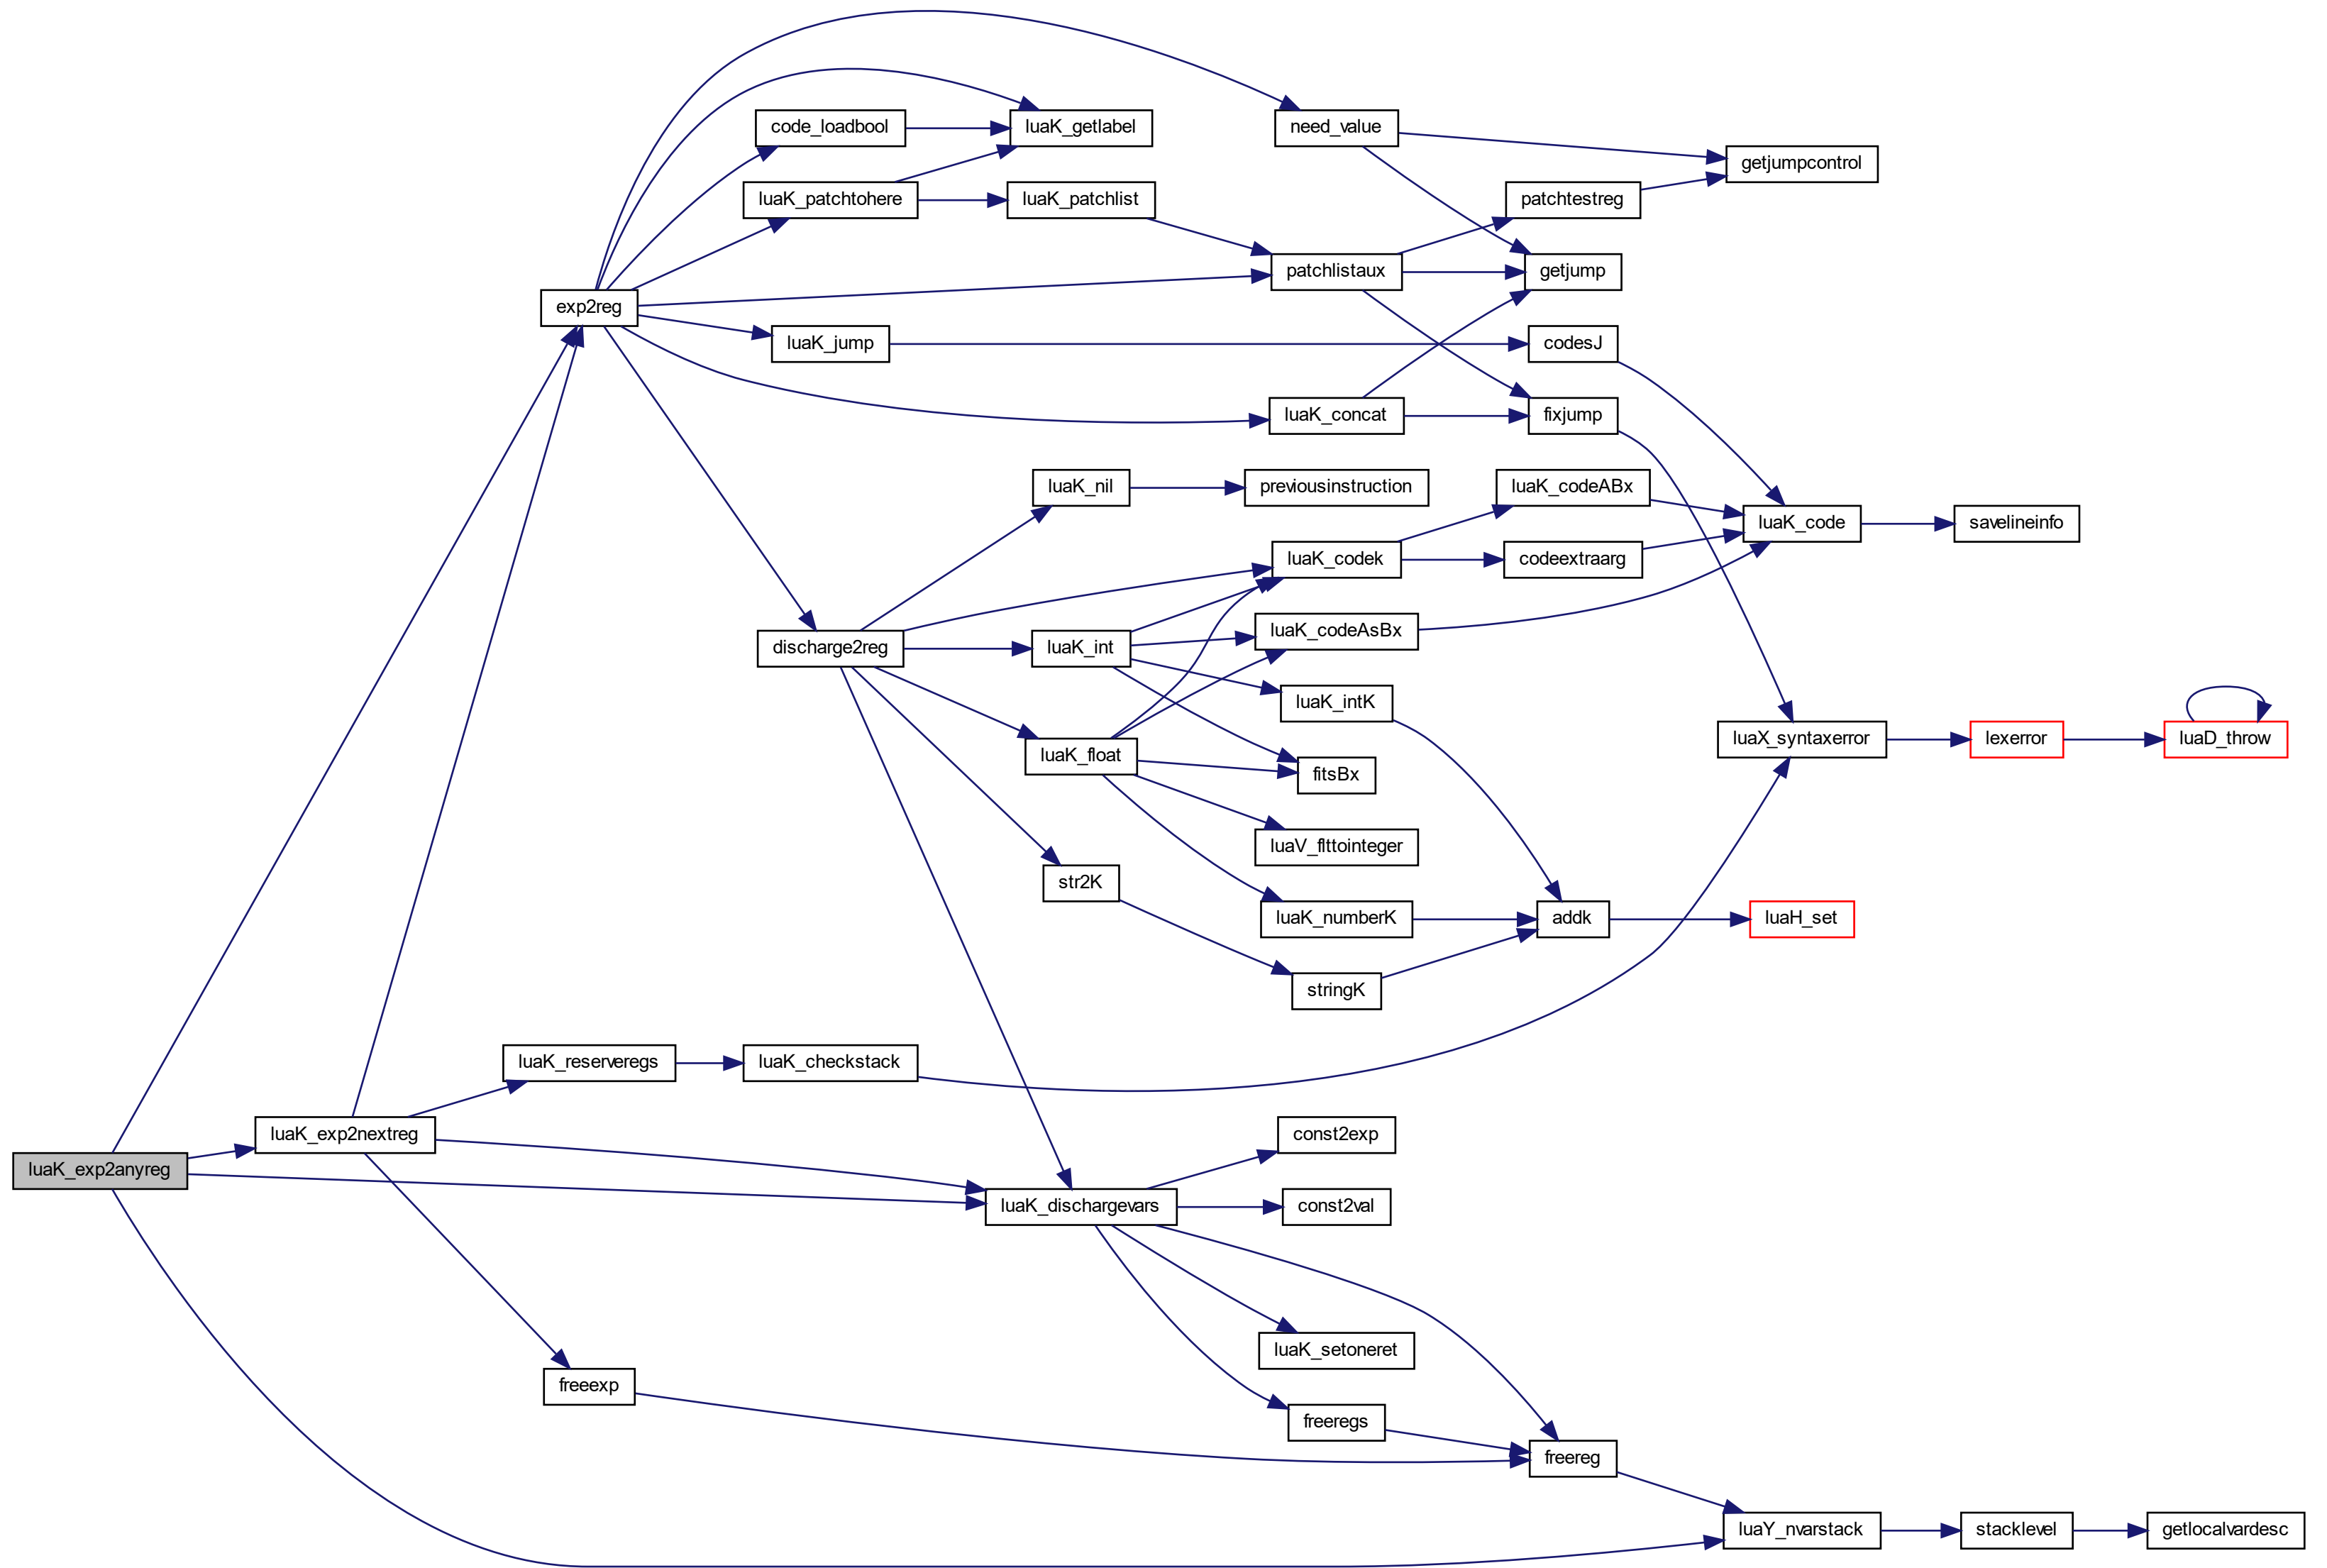 code_loadbool
luaK_getlabel
need_value
getjumpcontrol
luaK_patchtohere
luaK_patchlist
patchtestreg
patchlistaux
getjump
exp2reg
luaK_jump
codesJ
luaK_concat
fixjump
luaK_nil
previousinstruction
luaK_codeABx
luaK_code
savelineinfo
luaK_codek
codeextraarg
discharge2reg
luaK_int
luaK_codeAsBx
luaK_intK
luaK_float
luaX_syntaxerror
lexerror
luaD_throw
fitsBx
luaV_flttointeger
str2K
luaK_numberK
addk
luaH_set
stringK
luaK_reserveregs
luaK_checkstack
luaK_exp2nextreg
const2exp
luaK_exp2anyreg
luaK_dischargevars
const2val
luaK_setoneret
freeexp
freeregs
freereg
luaY_nvarstack
stacklevel
getlocalvardesc